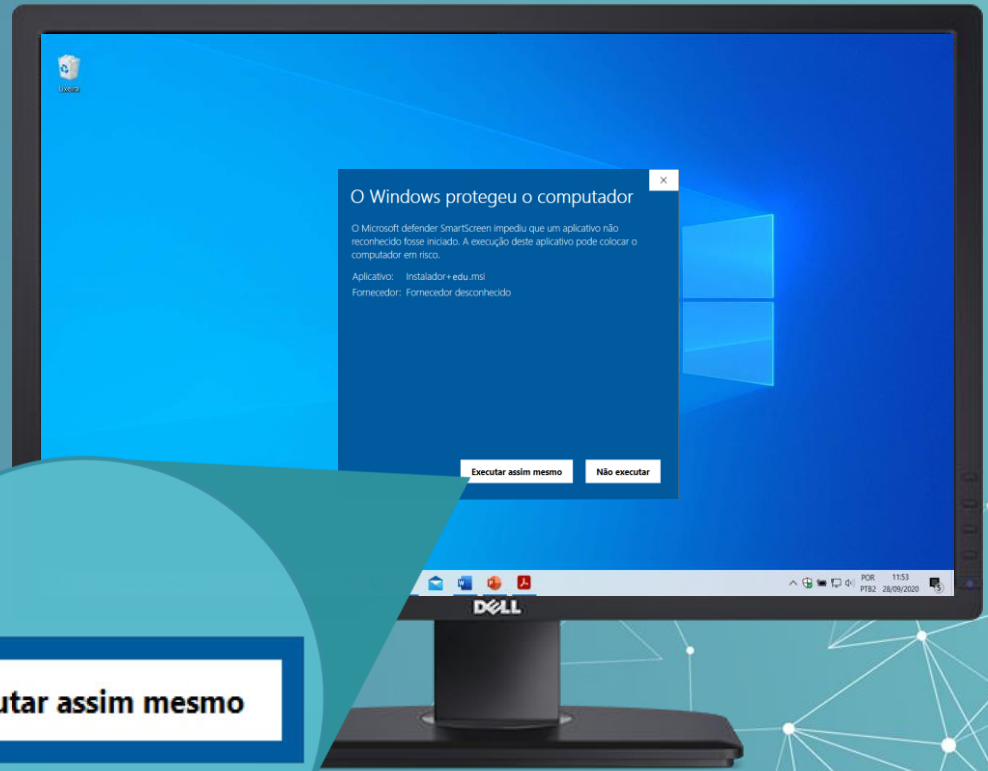 Lixeira
O Windows protegeu o computador
O Microsoft defender SmartScreen impediu que um aplicativo não
reconhecido fosse iniciado. A execução deste aplicativo pode colocar o
computador em risco.
Aplicativo: Instalador+edu.msi
Fornecedor: Fornecedor desconhecido
Executar assim mesmo
Não executar
POR
PTB2
11:53
28/09/2020
5
DELL
utar assim mesmo